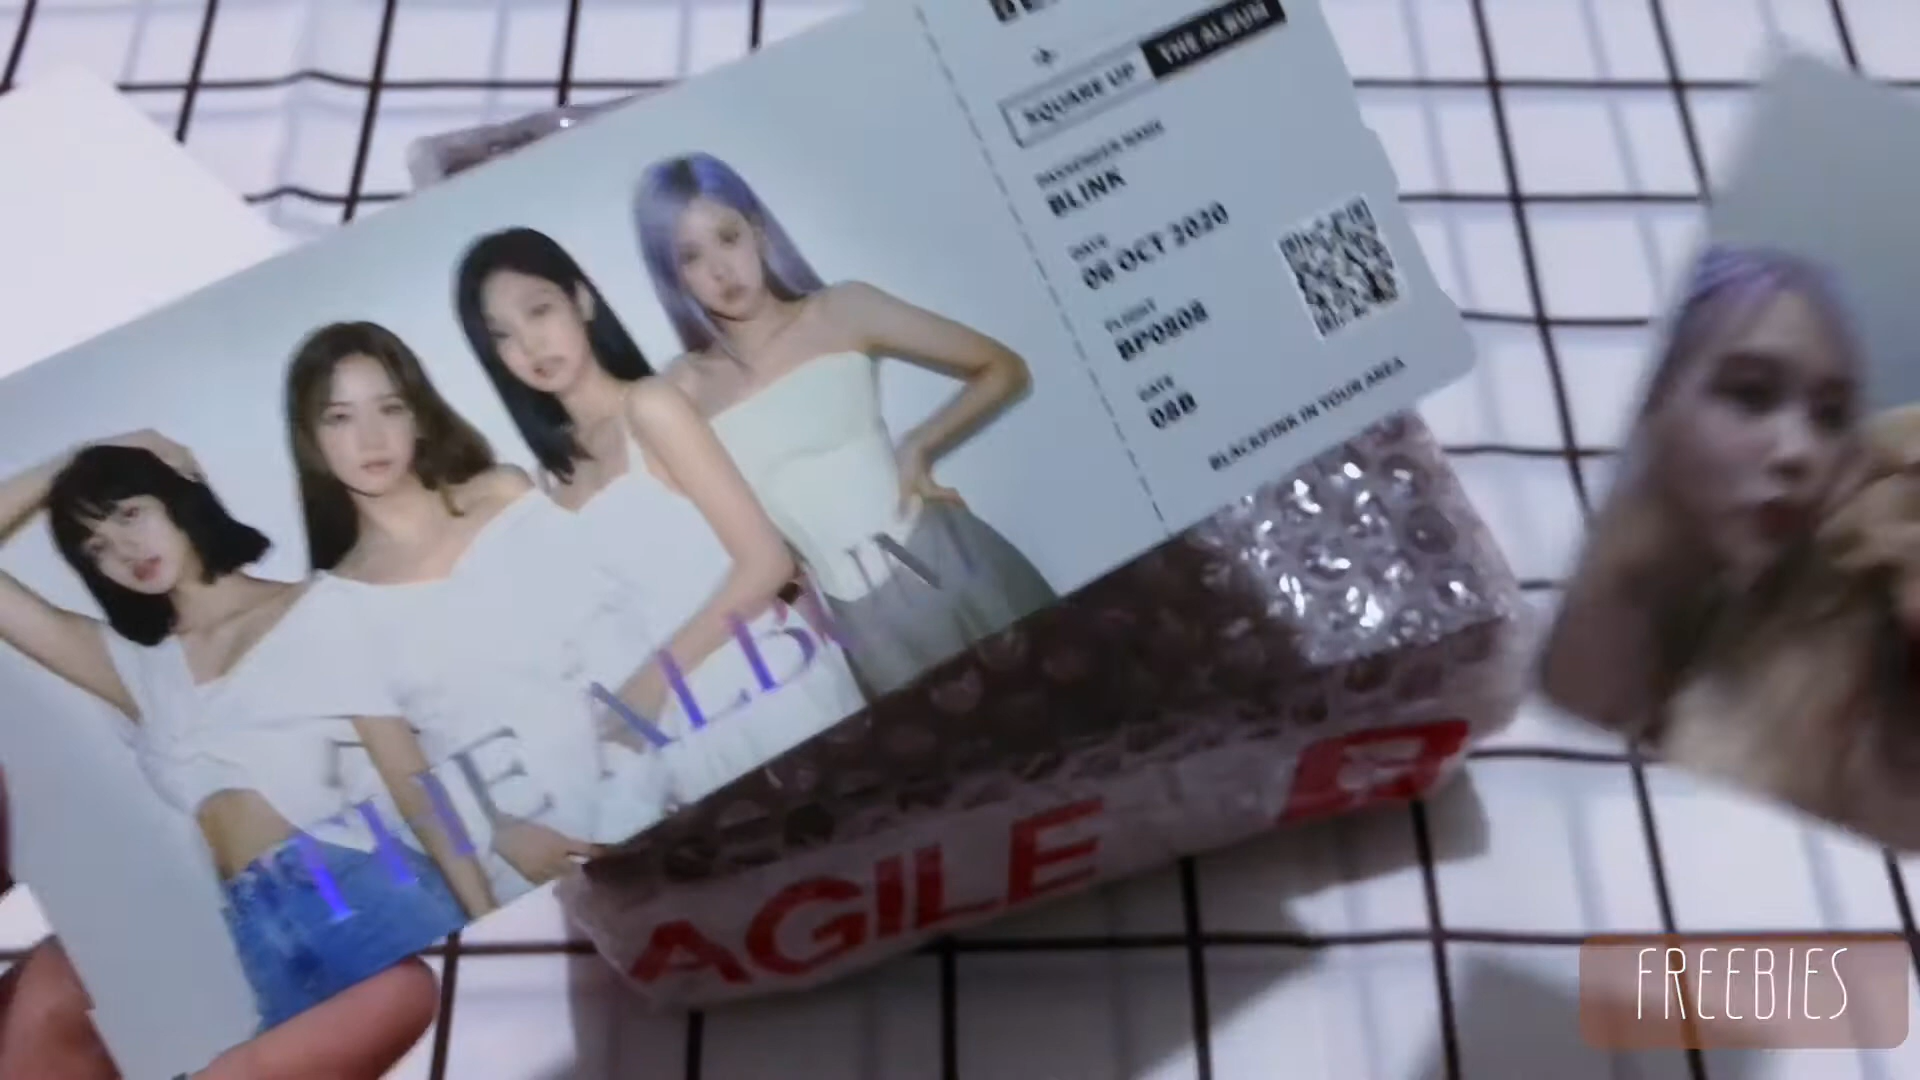 SQUARE UP THE ALBUM
PASSENGER NAME
BLINK
DATE
06 OCT 2020
FLIGHT
BP0808
GATE
08B
BLACKPINK IN YOUR AREA
THE ALBUM
AGILE
FREEBIES